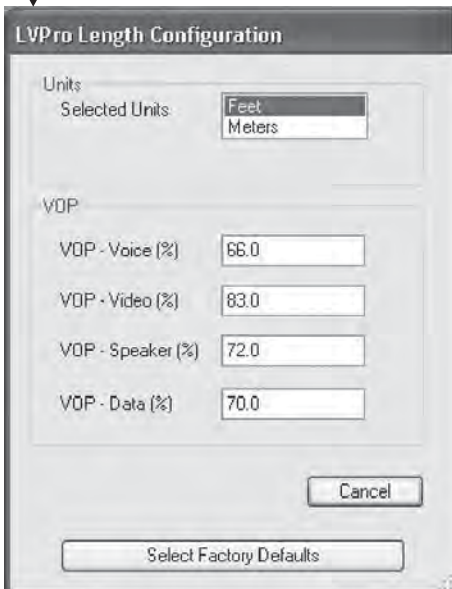 LVPro Length Configuration
Units
Selected Units
Feet
Meters
VOP
VOP - Voice (%) 66.0
VOP - Video (%) 83.0
VOP - Speaker (%) 72.0
VOP - Data (%) 70.0
Cancel
Select Factory Defaults